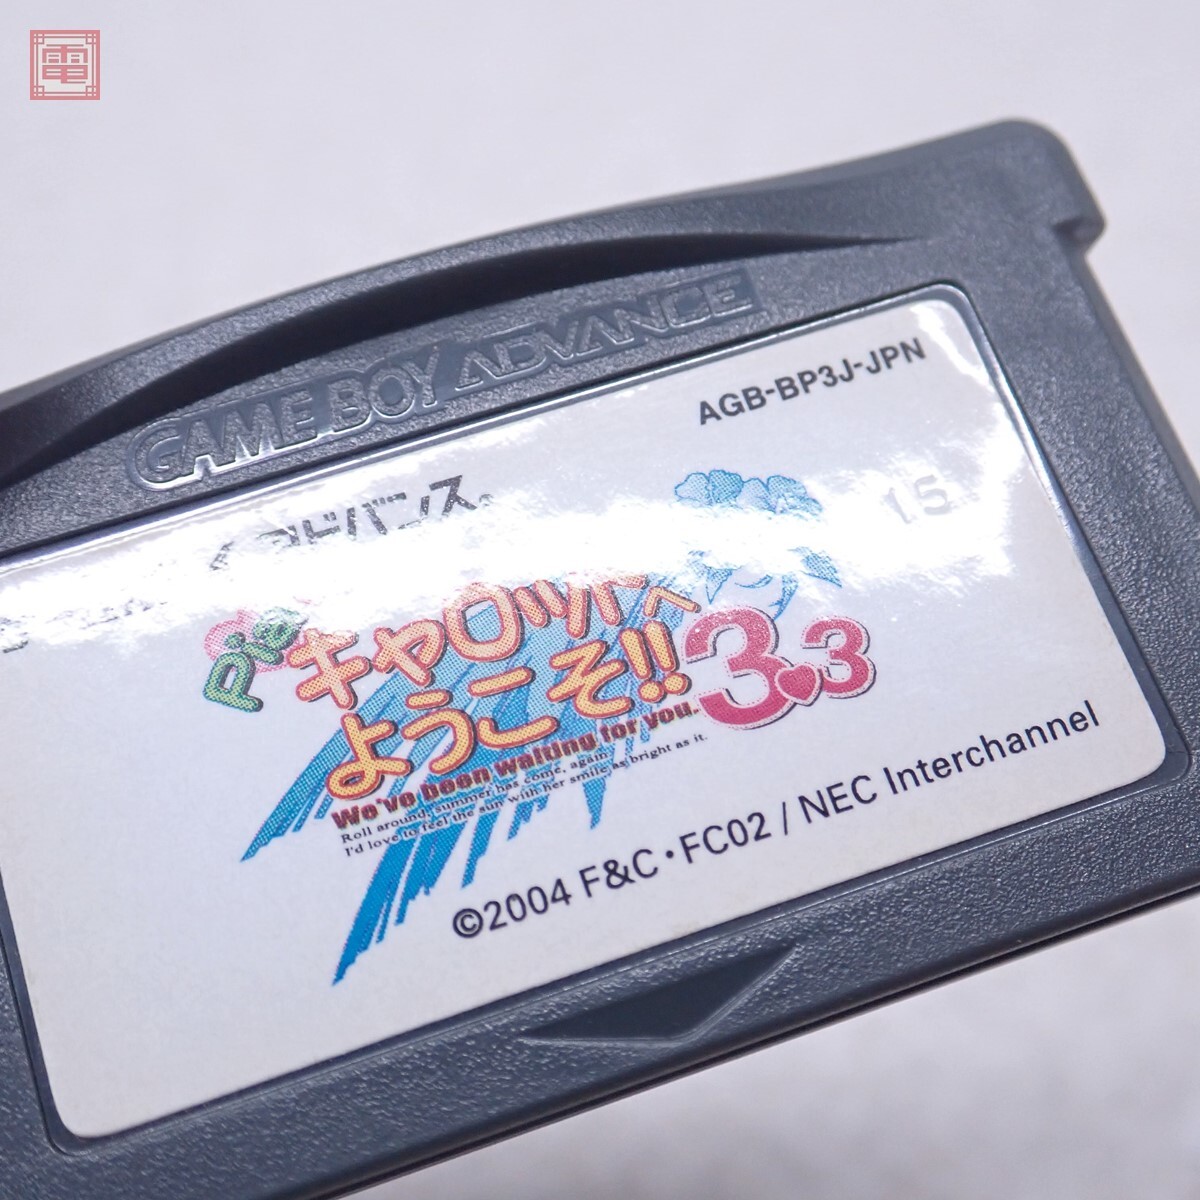 電
GAME BOY ADVANCE
AGB-BP3J-JPN
ドバンス
15
Pia
キャロットへ
ようこそ!!
3.3
We've been waiting for you.
Roll around, summer has come, again
I'd love to feel the sun with her smile as bright as it.
©2004 F&C・FC02 / NEC Interchannel